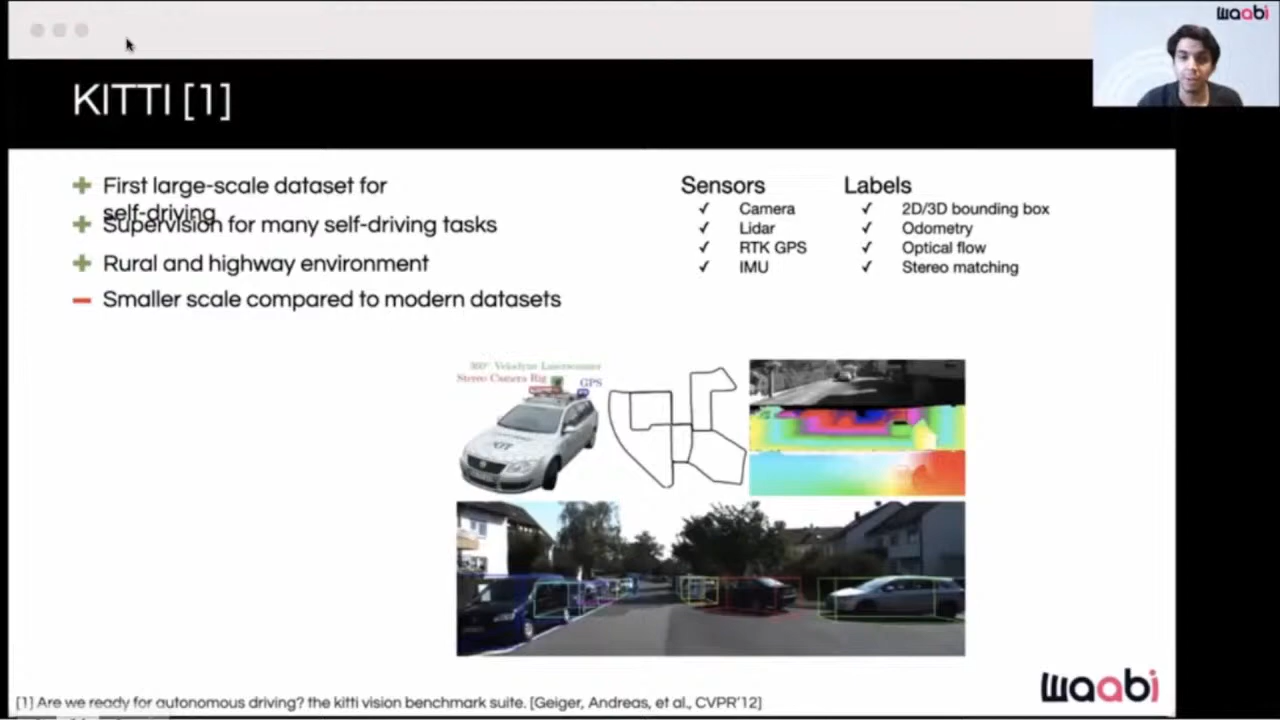 waabi
KITTI [1]
First large-scale dataset for
self-driving
Supervision for many self-driving tasks
Rural and highway environment
Smaller scale compared to modern datasets
Sensors
✓ Camera
✓ Lidar
✓ RTK GPS
✓ IMU
Labels
✓ 2D/3D bounding box
✓ Odometry
✓ Optical flow
✓ Stereo matching
360° Velodyne Laserscanner
Stereo Camera Rig
GPS
[1] Are we ready for autonomous driving? the kitti vision benchmark suite. [Geiger, Andreas, et al., CVPR'12]
waabi